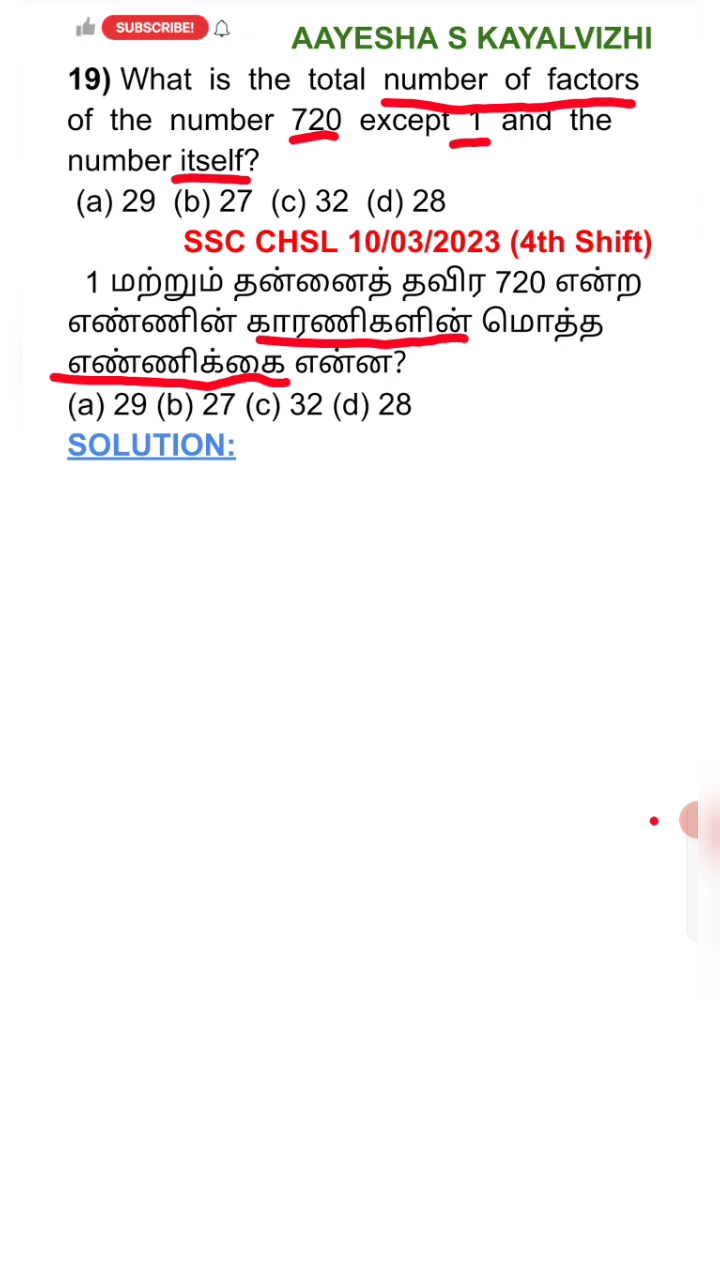 SUBSCRIBE!
AAYESHA S KAYALVIZHI
19) What is the total number of factors
of the number 720 except 1 and the
number itself?
(a) 29 (b) 27 (c) 32 (d) 28
SSC CHSL 10/03/2023 (4th Shift)
1 மற்றும் தன்னைத் தவிர 720 என்ற
எண்ணின் காரணிகளின் மொத்த
எண்ணிக்கை என்ன?
(a) 29 (b) 27 (c) 32 (d) 28
SOLUTION: